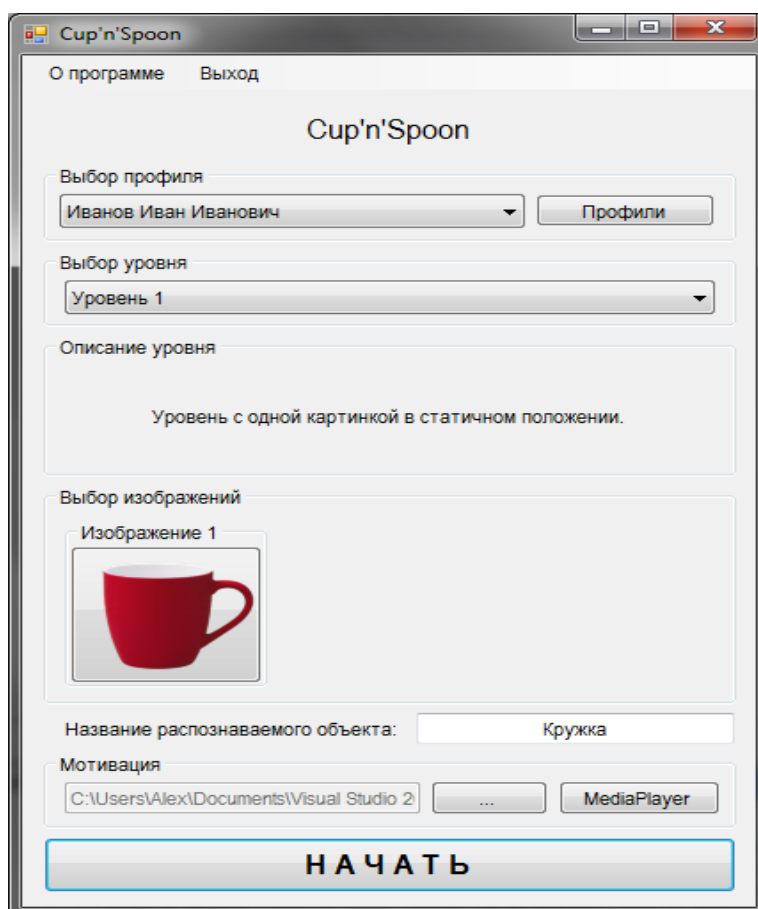 Cup'n'Spoon
О программе Выход
Cup'n'Spoon
Выбор профиля
Иванов Иван Иванович Профили
Выбор уровня
Уровень 1
Описание уровня
Уровень с одной картинкой в статичном положении.
Выбор изображений
Изображение 1
Название распознаваемого объекта: Кружка
Мотивация
C:\Users\Alex\Documents\Visual Studio 2 ... MediaPlayer
НАЧАТЬ